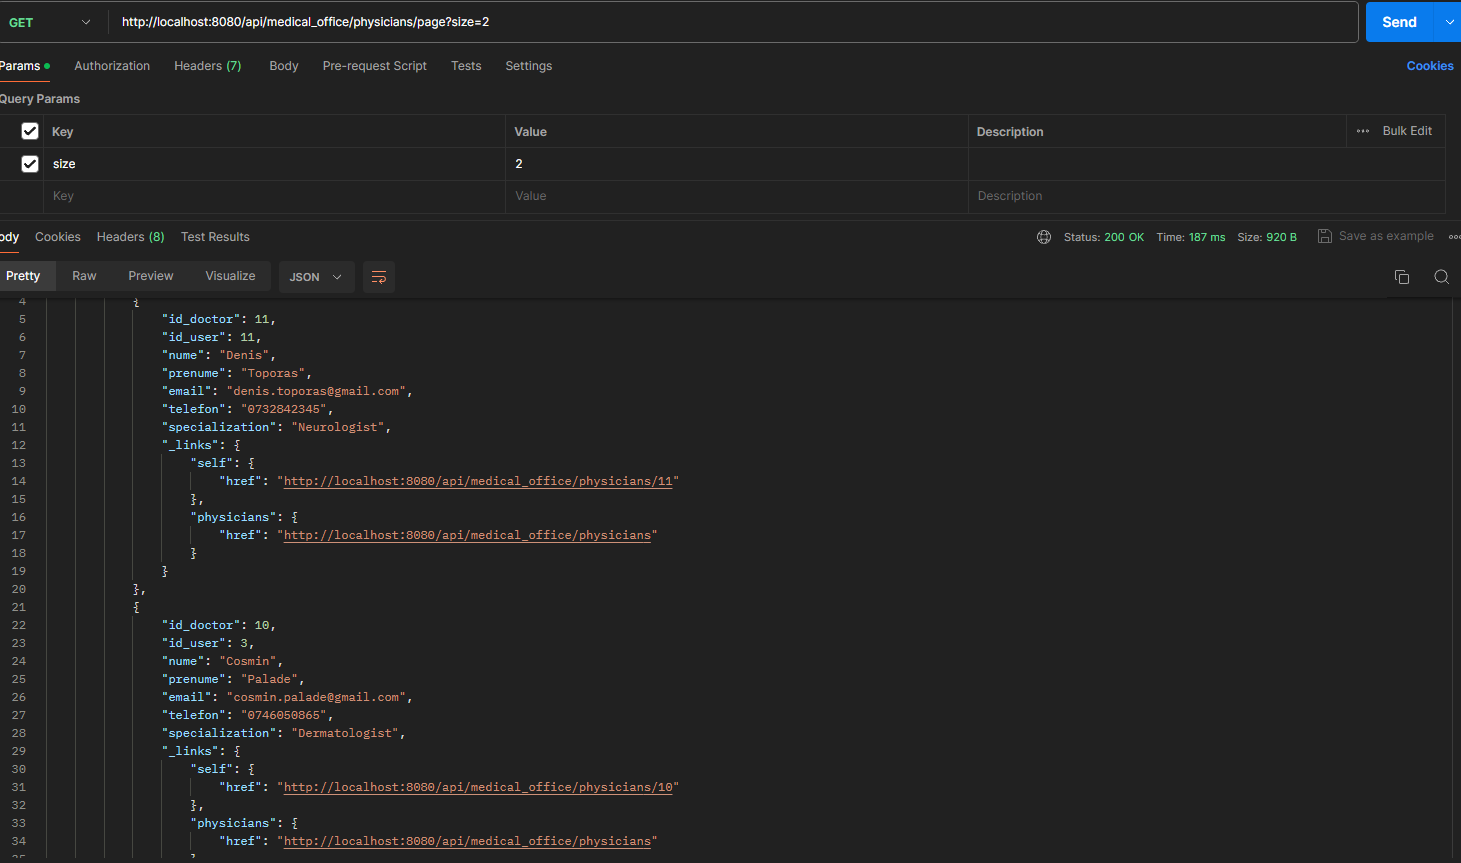 GET http://localhost:8080/api/medical_office/physicians/page?size=2 Send
Params Authorization Headers (7) Body Pre-request Script Tests Settings Cookies
Query Params
Key Value Description ... Bulk Edit
size 2
Key Value Description
ody Cookies Headers (8) Test Results Status: 200 OK Time: 187 ms Size: 920 B Save as example
Pretty Raw Preview Visualize JSON
4 {
5 "id_doctor": 11,
6 "id_user": 11,
7 "nume": "Denis",
8 "prenume": "Toporas",
9 "email": "denis.toporas@gmail.com",
10 "telefon": "0732842345",
11 "specialization": "Neurologist",
12 "_links": {
13 "self": {
14 "href": "http://localhost:8080/api/medical_office/physicians/11"
15 },
16 "physicians": {
17 "href": "http://localhost:8080/api/medical_office/physicians"
18 }
19 }
20 },
21 {
22 "id_doctor": 10,
23 "id_user": 3,
24 "nume": "Cosmin",
25 "prenume": "Palade",
26 "email": "cosmin.palade@gmail.com",
27 "telefon": "0746050865",
28 "specialization": "Dermatologist",
29 "_links": {
30 "self": {
31 "href": "http://localhost:8080/api/medical_office/physicians/10"
32 },
33 "physicians": {
34 "href": "http://localhost:8080/api/medical_office/physicians"